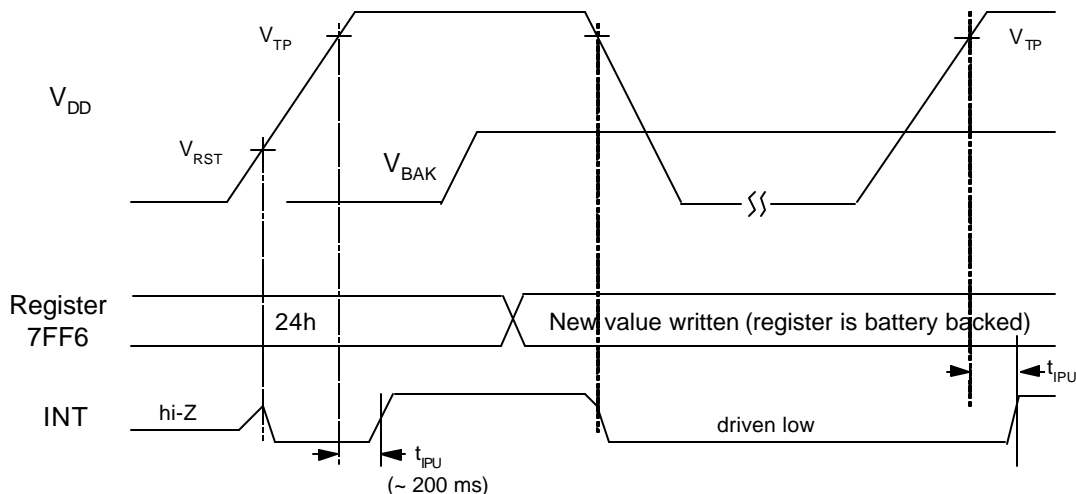 V_TP
V_TP
V_DD
V_RST
V_BAK
Register
7FF6
24h
New value written (register is battery backed)
t_IPU
INT
hi-Z
driven low
t_IPU
(~ 200 ms)